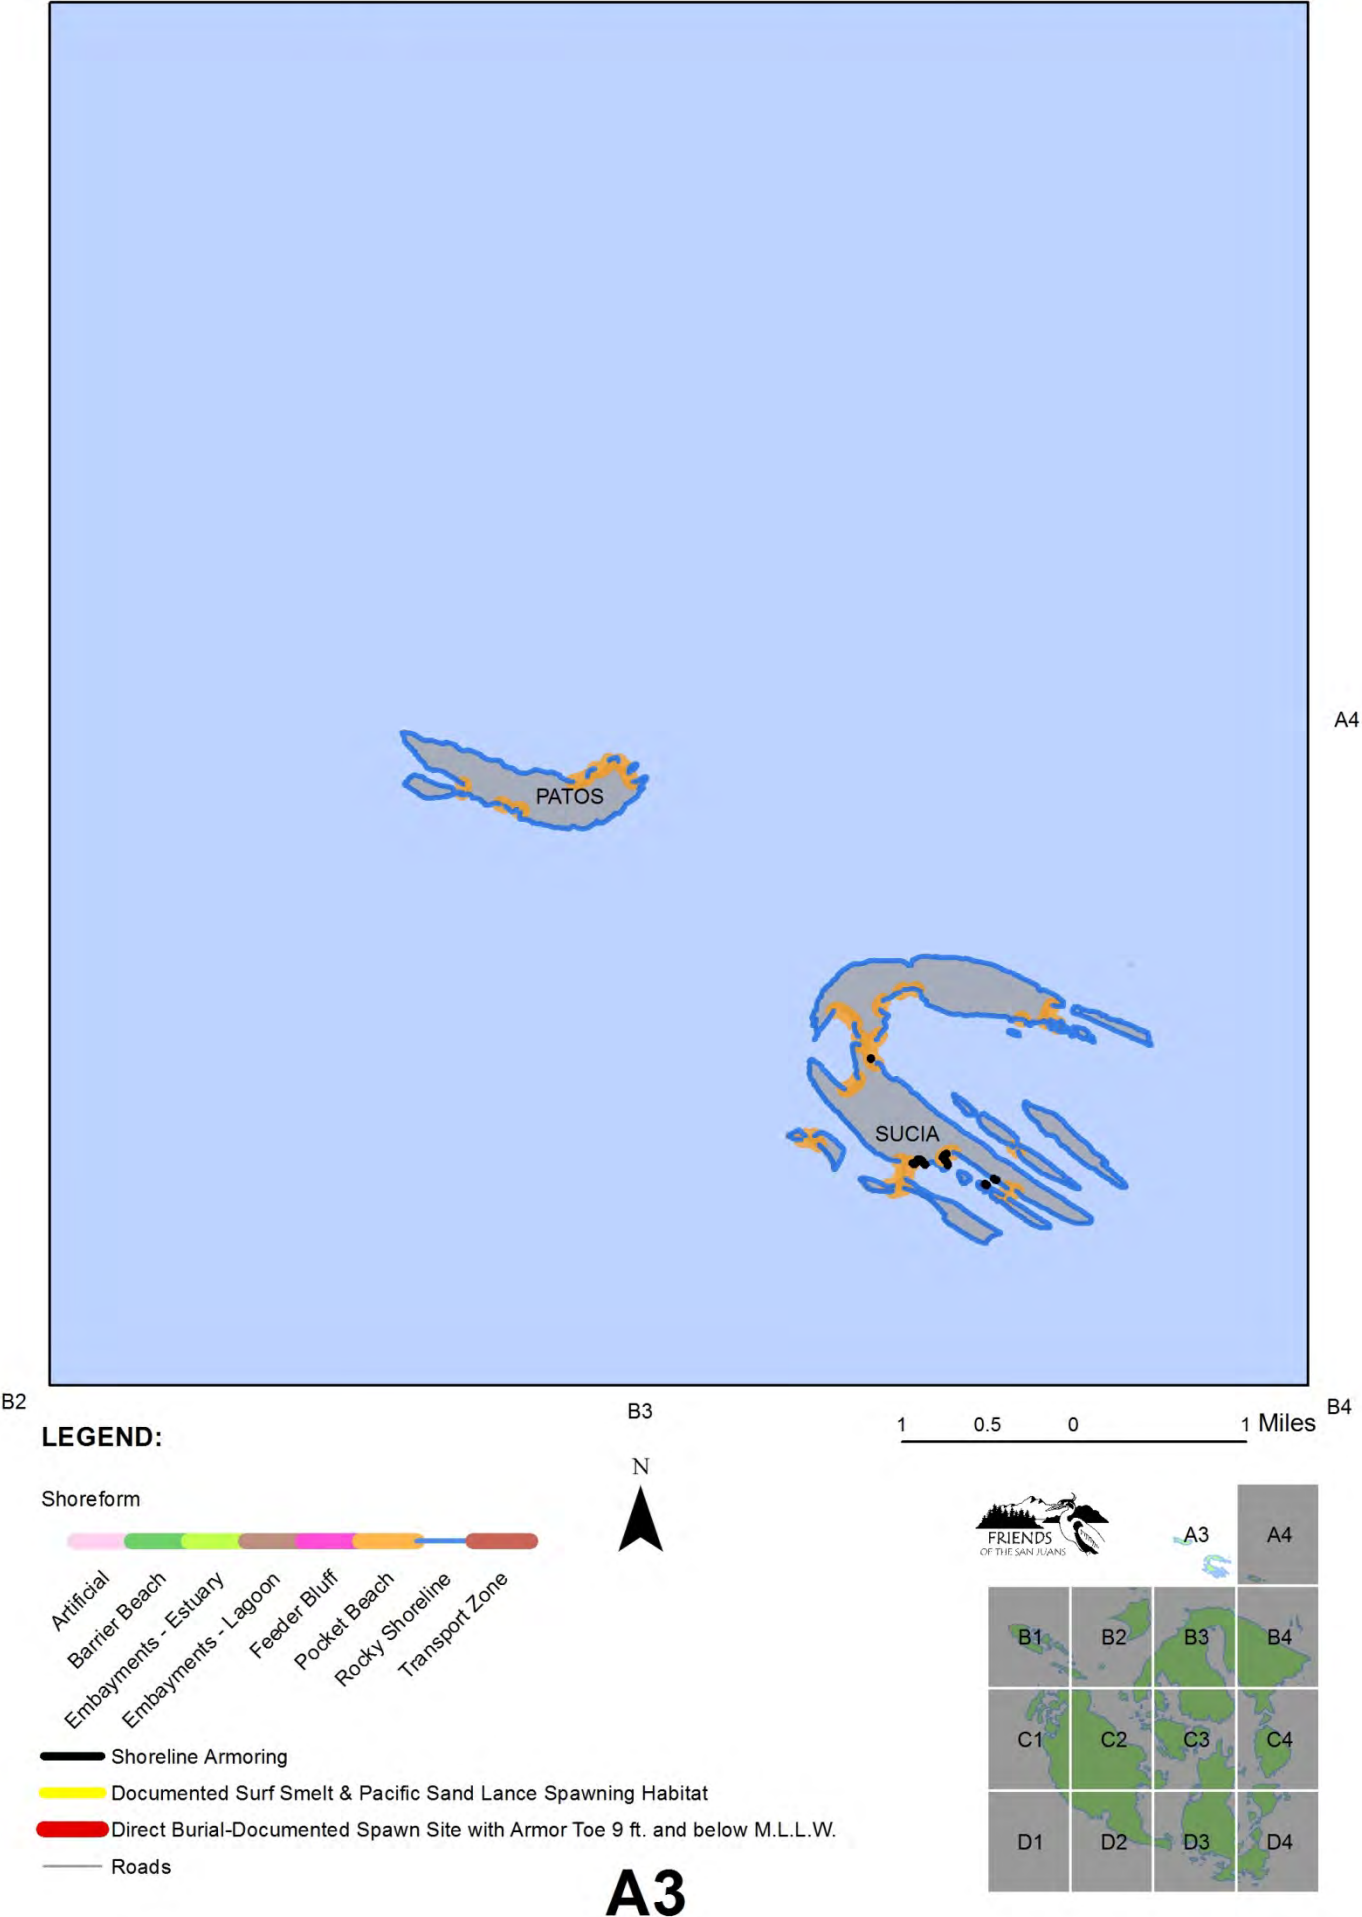 A4
PATOS
SUCIA
B2
B3
B4
LEGEND:
1 0.5 0 1 Miles
N
Shoreform
Artificial
Barrier Beach
Embayments - Estuary
Embayments - Lagoon
Feeder Bluff
Pocket Beach
Rocky Shoreline
Transport Zone
Shoreline Armoring
Documented Surf Smelt & Pacific Sand Lance Spawning Habitat
Direct Burial-Documented Spawn Site with Armor Toe 9 ft. and below M.L.L.W.
Roads
A3
FRIENDS
OF THE SAN JUANS
A3 A4
B1 B2 B3 B4
C1 C2 C3 C4
D1 D2 D3 D4